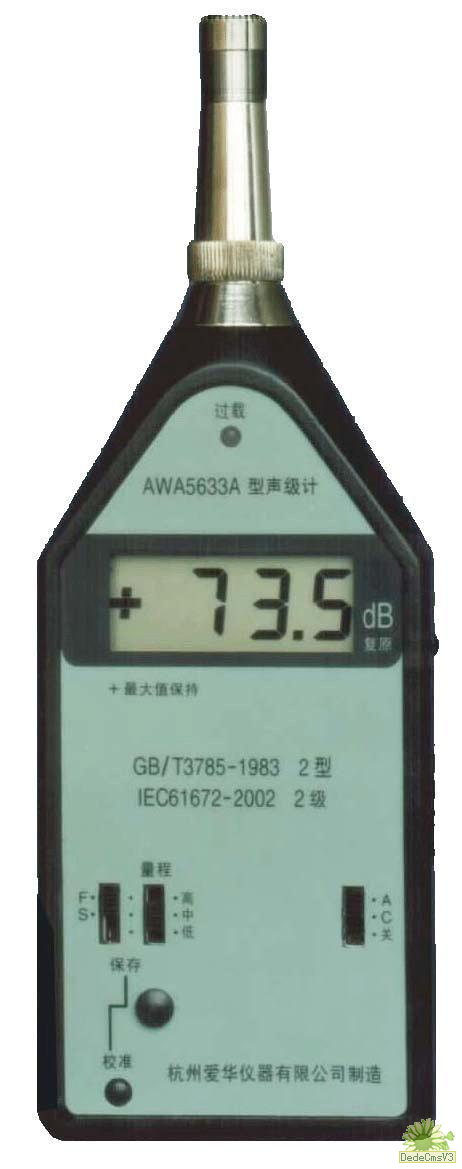 过载
AWA5633A 型声级计
+ 73.5 dB
复原
+最大值保持
GB/T3785-1983 2型
IEC61672-2002 2级
量程
F 高 A
S 中 C
低 关
保存
校准
杭州爱华仪器有限公司制造
DedeCmsV3